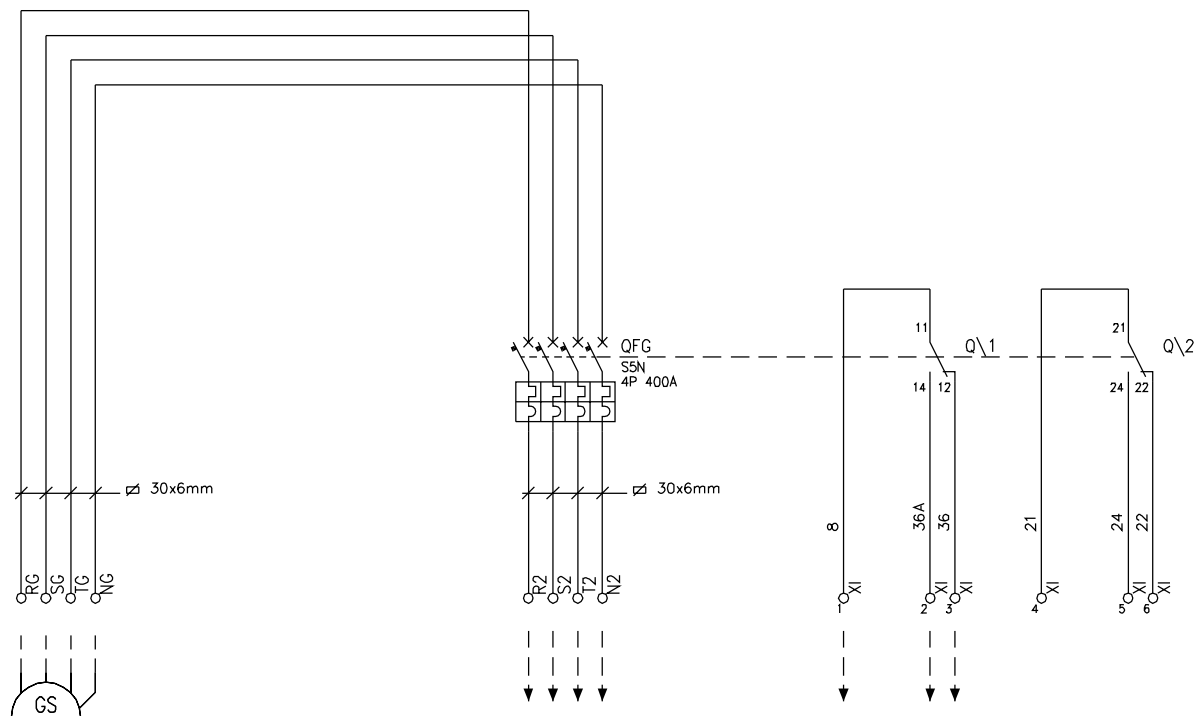 QFG
S5N
4P 400A
11
Q\1
21
Q\2
14
12
24
22
30x6mm
30x6mm
8
36A
36
21
24
22
RG
SG
TG
NG
R2
S2
T2
N2
XI
XI
XI
XI
XI
XI
1
2
3
4
5
6
GS